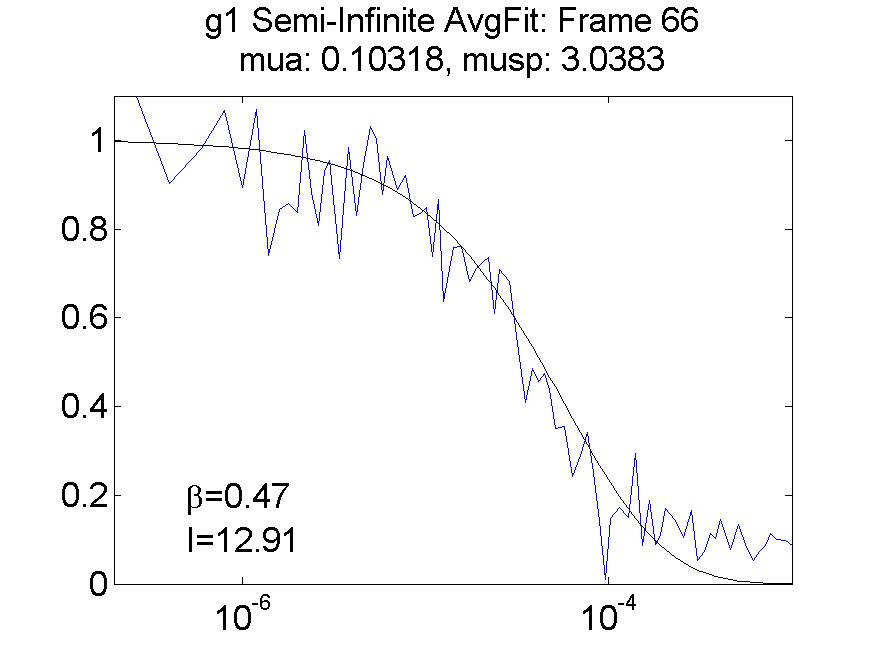 g1 Semi-Infinite AvgFit: Frame 66
mua: 0.10318, musp: 3.0383
1
0.8
0.6
0.4
0.2
0
β=0.47
I=12.91
10^-6
10^-4